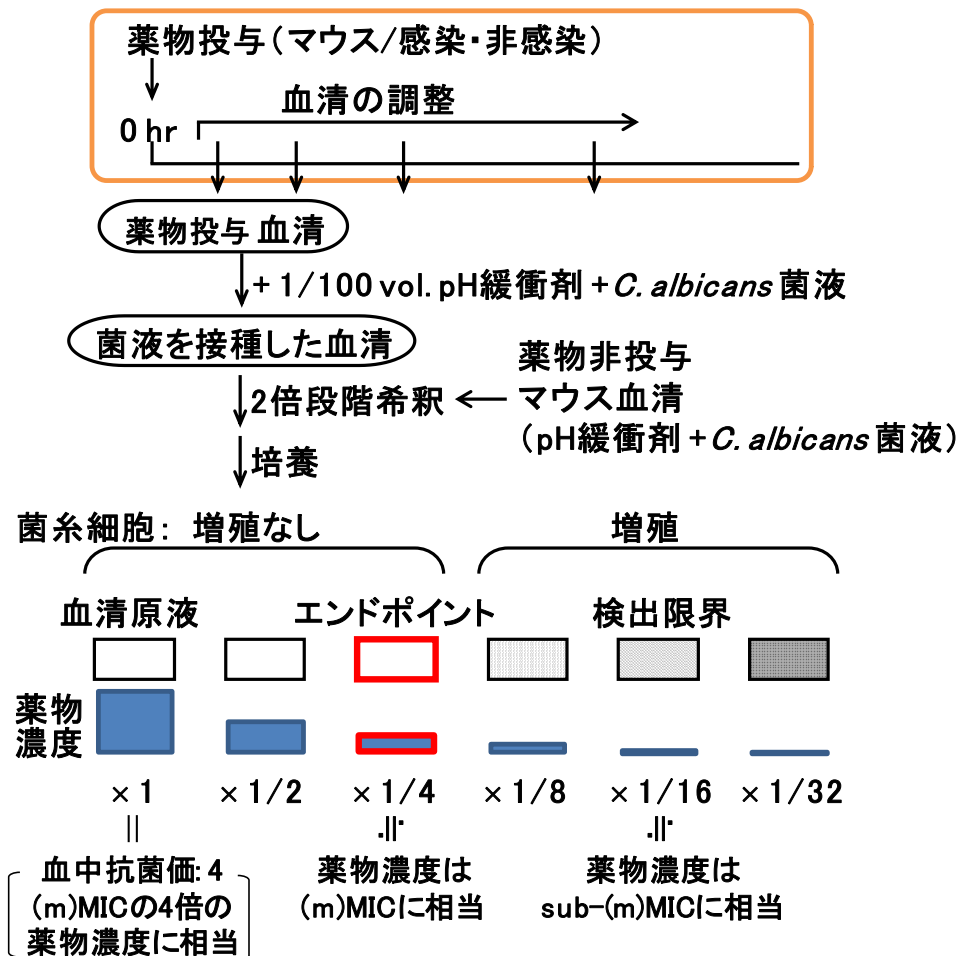 薬物投与(マウス/感染・非感染)
血清の調整
0 hr
薬物投与 血清
+ 1/100 vol. pH緩衝剤 + C. albicans 菌液
菌液を接種した血清
薬物非投与
マウス血清
(pH緩衝剤 + C. albicans 菌液)
2倍段階希釈
培養
菌糸細胞: 増殖なし
増殖
血清原液
エンドポイント
検出限界
薬物
濃度
× 1
× 1/2
× 1/4
× 1/8
× 1/16
× 1/32
||
.||·
.||·
血中抗菌価: 4
(m)MICの4倍の
薬物濃度に相当
薬物濃度は
(m)MICに相当
薬物濃度は
sub-(m)MICに相当